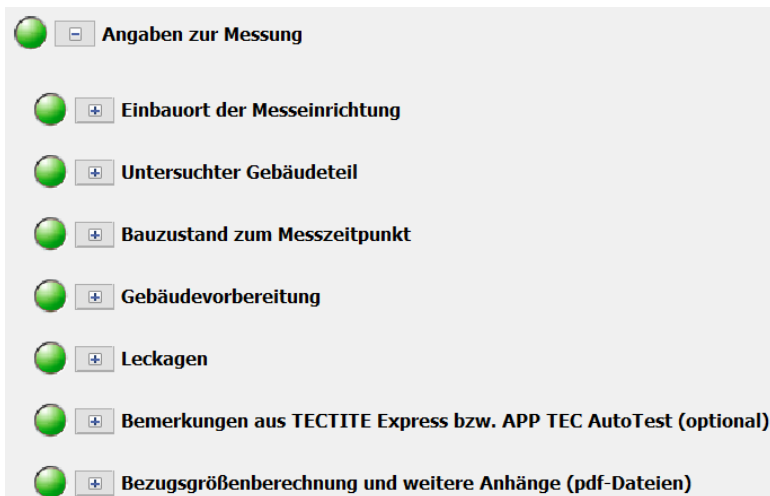 Angaben zur Messung
Einbauort der Messeinrichtung
Untersuchter Gebäudeteil
Bauzustand zum Messzeitpunkt
Gebäudevorbereitung
Leckagen
Bemerkungen aus TECTITE Express bzw. APP TEC AutoTest (optional)
Bezugsgrößenberechnung und weitere Anhänge (pdf-Dateien)